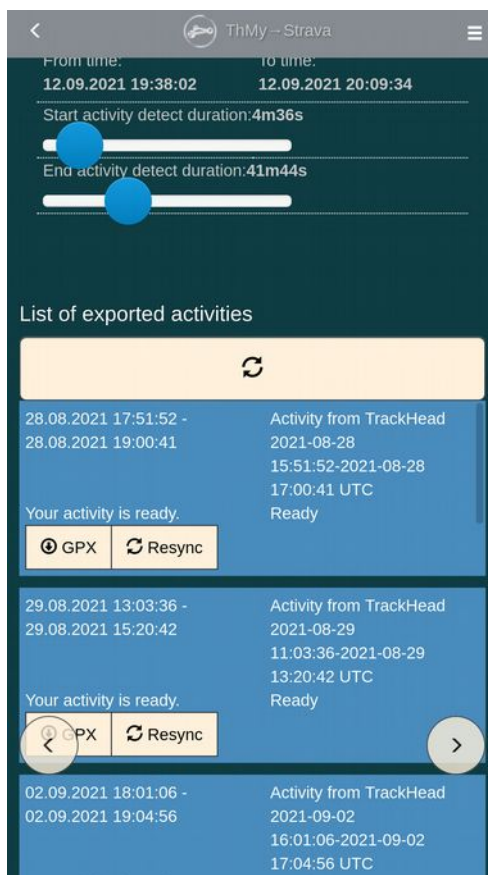 ThMy→Strava
From time: To time:
12.09.2021 19:38:02 12.09.2021 20:09:34
Start activity detect duration:4m36s
End activity detect duration:41m44s
List of exported activities
28.08.2021 17:51:52 - Activity from TrackHead
28.08.2021 19:00:41 2021-08-28
15:51:52-2021-08-28
17:00:41 UTC
Your activity is ready. Ready
GPX Resync
29.08.2021 13:03:36 - Activity from TrackHead
29.08.2021 15:20:42 2021-08-29
11:03:36-2021-08-29
13:20:42 UTC
Your activity is ready. Ready
GPX Resync
02.09.2021 18:01:06 - Activity from TrackHead
02.09.2021 19:04:56 2021-09-02
16:01:06-2021-09-02
17:04:56 UTC